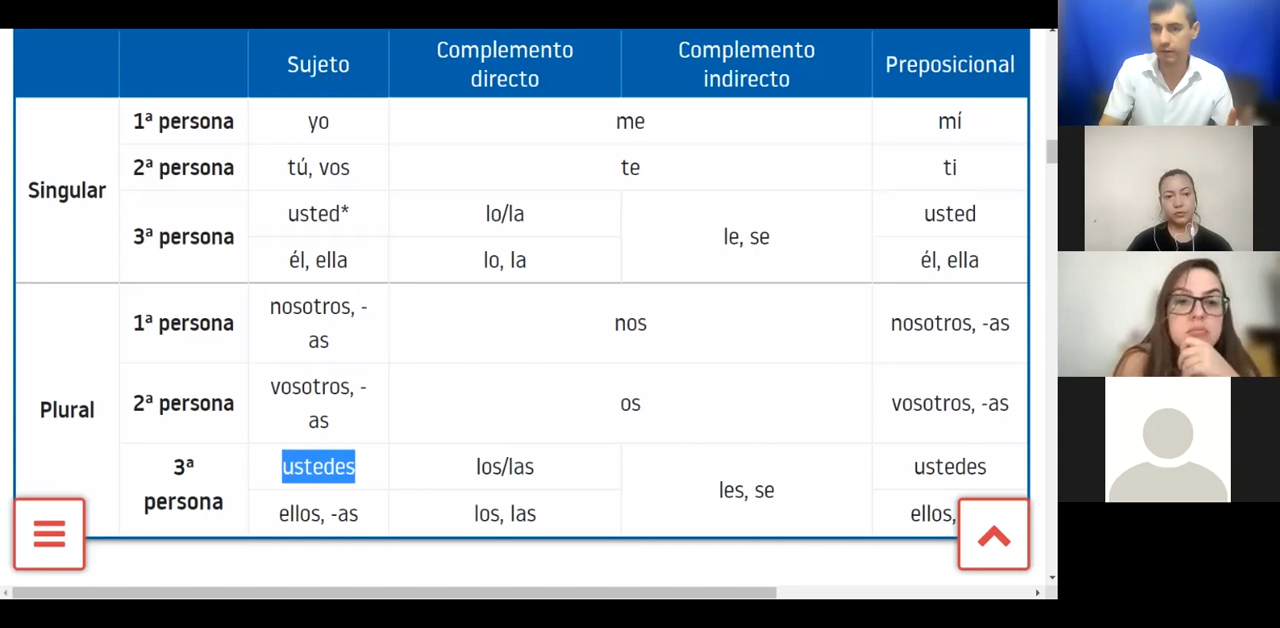 Sujeto
Complemento
directo
Complemento
indirecto
Preposicional
Singular
1ª persona
yo
me
mí
2ª persona
tú, vos
te
ti
3ª persona
usted*
lo/la
le, se
usted
él, ella
lo, la
él, ella
Plural
1ª persona
nosotros, -
as
nos
nosotros, -as
2ª persona
vosotros, -
as
os
vosotros, -as
3ª
persona
ustedes
los/las
les, se
ustedes
ellos, -as
los, las
ellos,